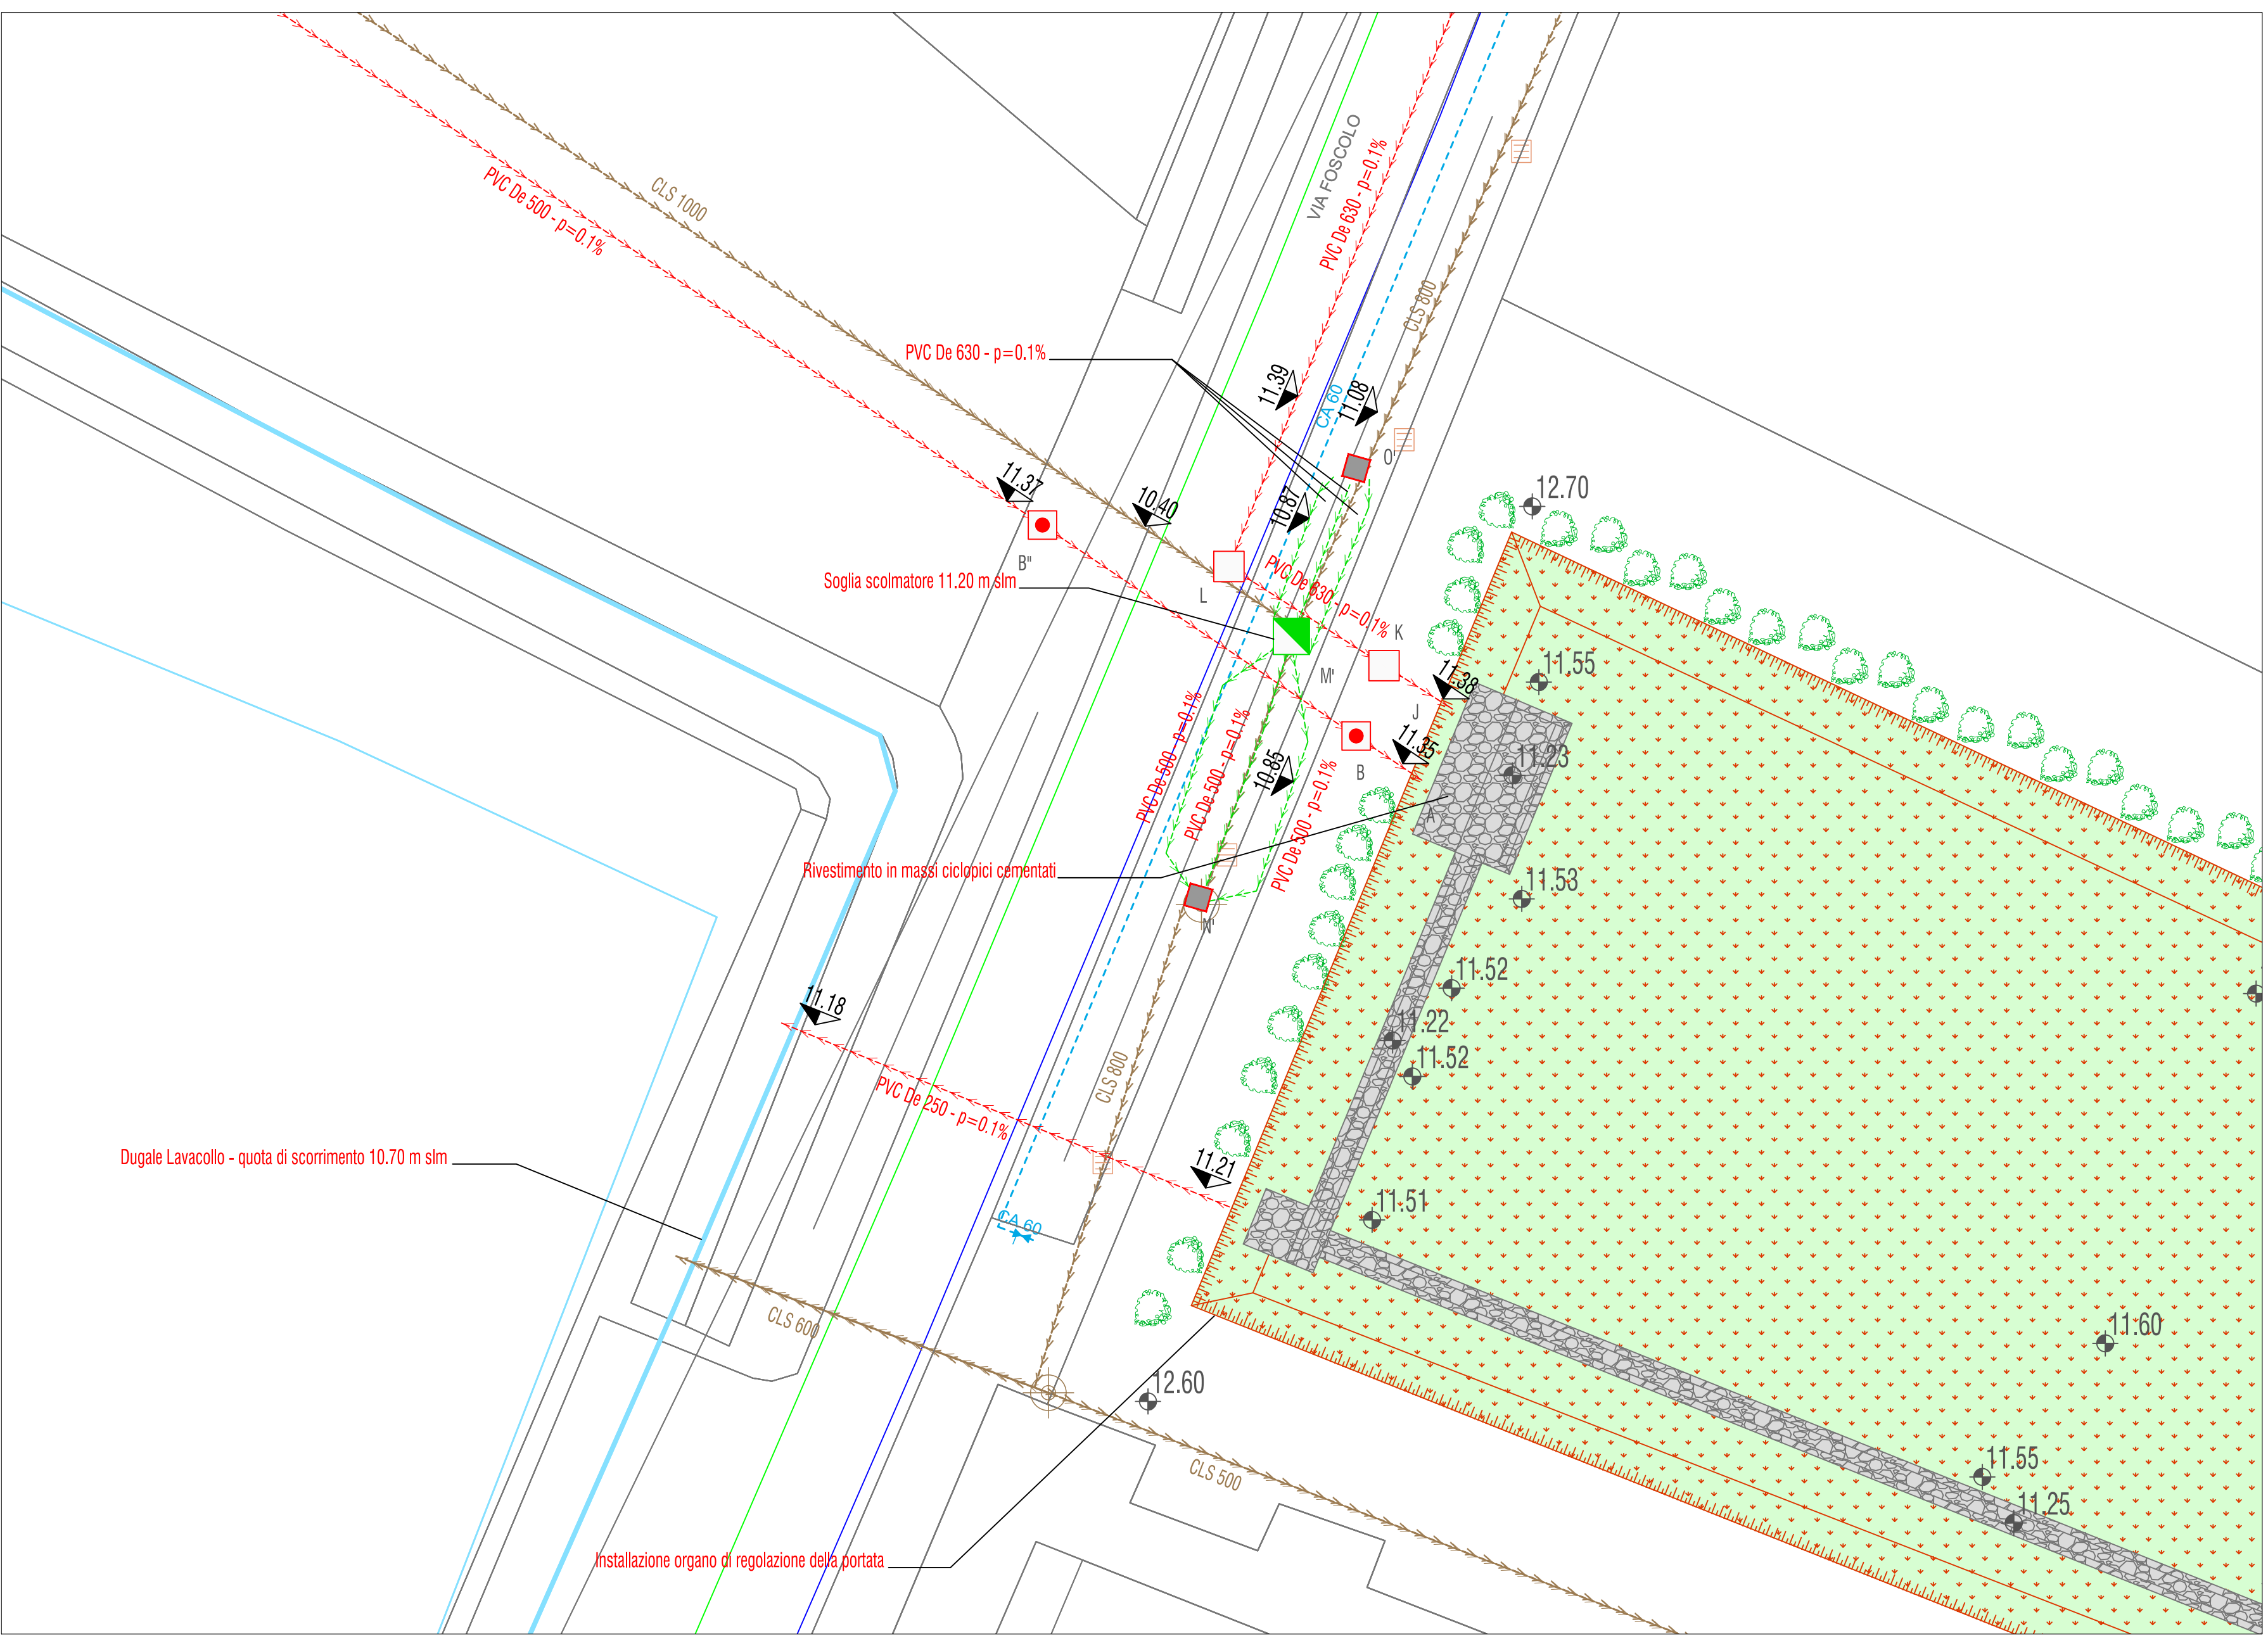 VIA FOSCOLO
PVC De 630 - p=0.1%
CLS 1000
PVC De 500 - p=0.1%
CLS 800
PVC De 630 - p=0.1%
11.39
CA 60
11.08
O'
11.37
10.40
10.87
12.70
B"
Soglia scolmatore 11.20 m slm
L
PVC De 630 - p=0.1%
K
M'
11.38
11.55
J
11.35
B
11.23
PVC De 500 - p=0.1%
PVC De 500 - p=0.1%
10.85
PVC De 500 - p=0.1%
A
Rivestimento in massi ciclopici cementati
11.53
N'
11.52
11.18
11.22
11.52
CLS 800
PVC De 250 - p=0.1%
Dugale Lavacollo - quota di scorrimento 10.70 m slm
11.21
11.51
CA 60
CLS 600
11.60
12.60
CLS 500
11.55
11.25
Installazione organo di regolazione della portata